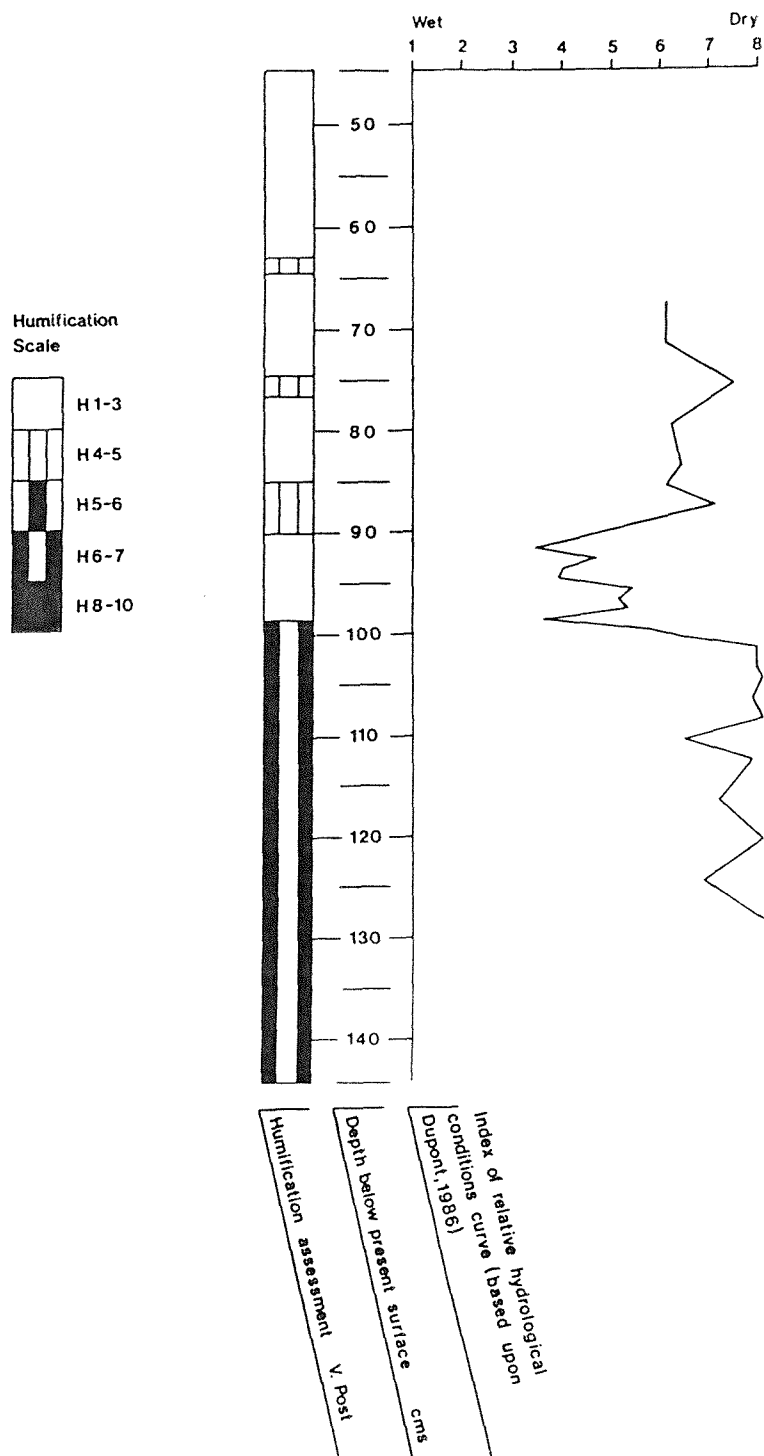 Wet Dry
1 2 3 4 5 6 7 8
50
60
Humification
Scale
70
H1-3
80
H4-5
H5-6
90
H6-7
H8-10
100
110
120
130
140
Humification assessment V. Post
Depth below present surface cms
Index of relative hydrological
conditions curve (based upon
Dupont, 1986)